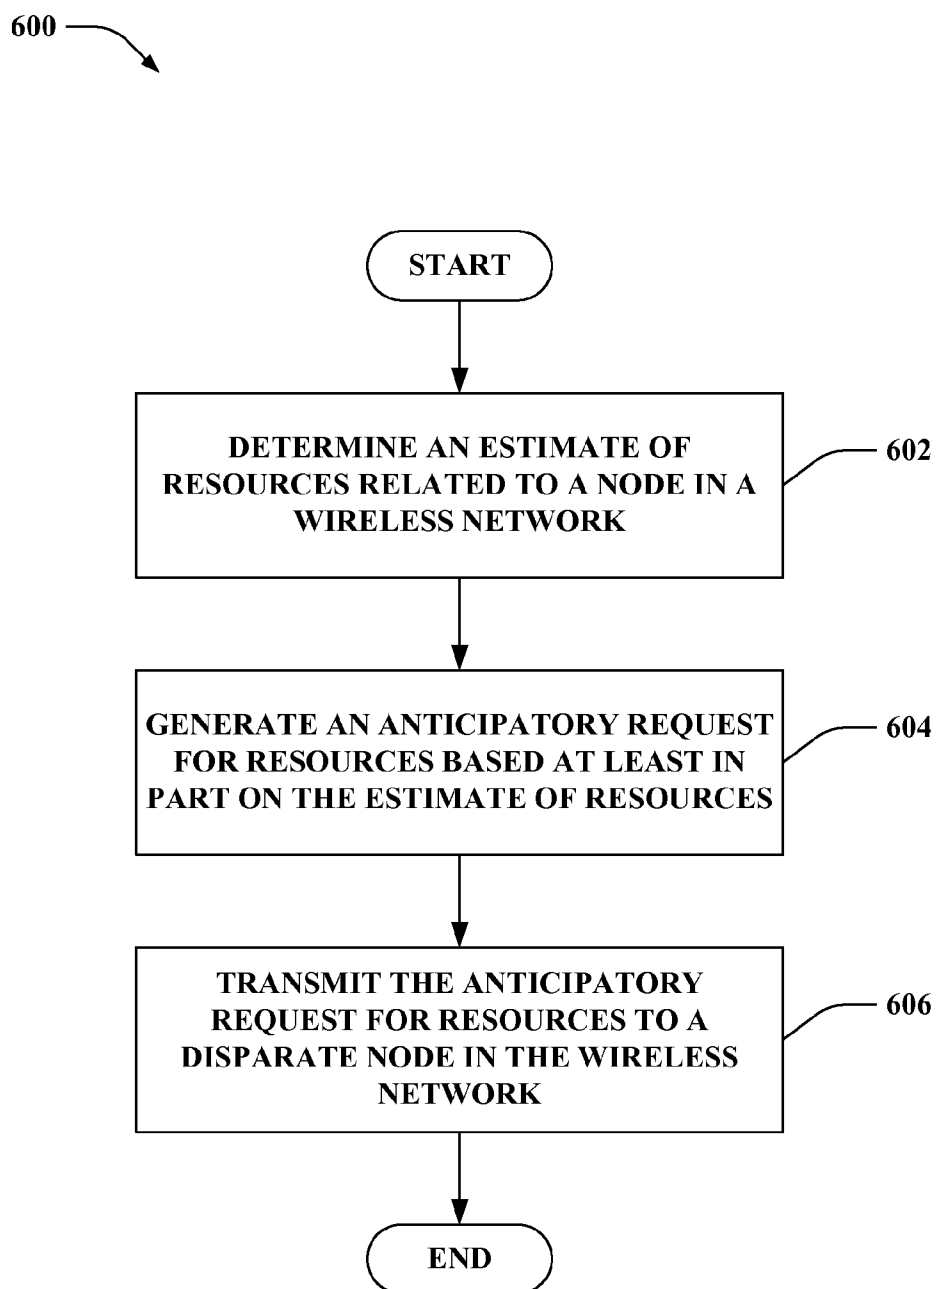 600
START
DETERMINE AN ESTIMATE OF
RESOURCES RELATED TO A NODE IN A
WIRELESS NETWORK
602
GENERATE AN ANTICIPATORY REQUEST
FOR RESOURCES BASED AT LEAST IN
PART ON THE ESTIMATE OF RESOURCES
604
TRANSMIT THE ANTICIPATORY
REQUEST FOR RESOURCES TO A
DISPARATE NODE IN THE WIRELESS
NETWORK
606
END